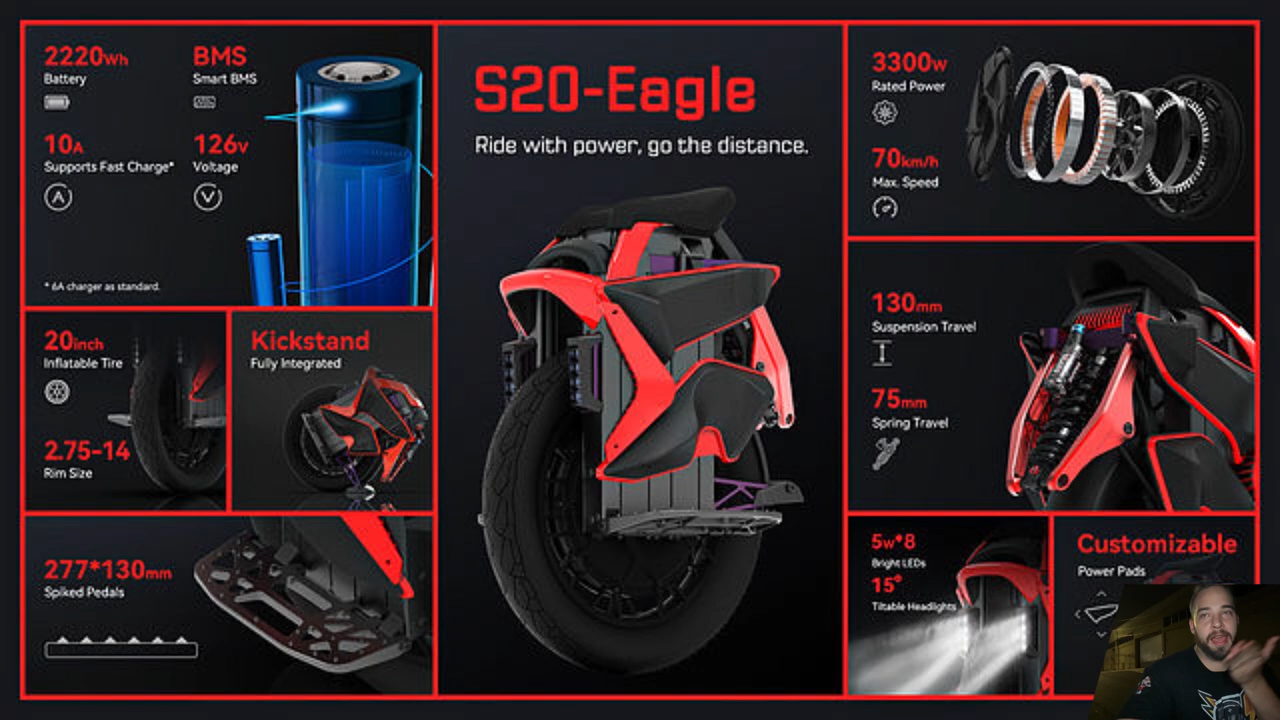 2220Wh
Battery
BMS
Smart BMS
10A
Supports Fast Charge*
126V
Voltage
* 6A charger as standard.
20inch
Inflatable Tire
2.75-14
Rim Size
Kickstand
Fully Integrated
277*130mm
Spiked Pedals
S20-Eagle
Ride with power, go the distance.
3300W
Rated Power
70km/h
Max. Speed
130mm
Suspension Travel
75mm
Spring Travel
5W*8
Bright LEDs
15°
Tiltable Headlights
Customizable
Power Pads